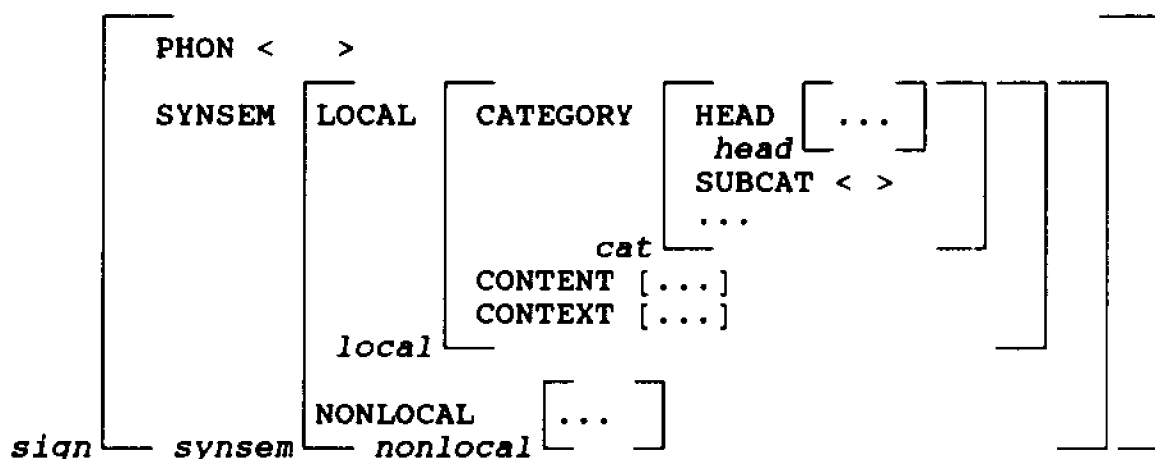 PHON < >
SYNSEM LOCAL CATEGORY HEAD [...]
head
SUBCAT < >
...
cat
CONTENT [...]
CONTEXT [...]
local
NONLOCAL [...]
sign synsem nonlocal